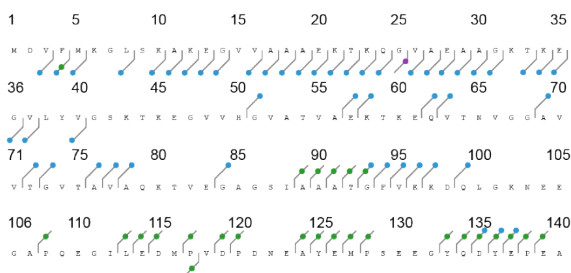 1 5 10 15 20 25 30 35
M D V F M K G L S K A K E G V V A A A E K T K Q G V A E A A G K T K E
36 40 45 50 55 60 65 70
G V L Y V G S K T K E G V V H G V A T V A E K T K E Q V T N V G G A V
71 75 80 85 90 95 100 105
V T G V T A V A Q K T V E G A G S I A A A T G F V K K D Q L G K N E E
106 110 115 120 125 130 135 140
G A P Q E G I L E D M P V D P D N E A Y E M P S E E G Y Q D Y E P E A